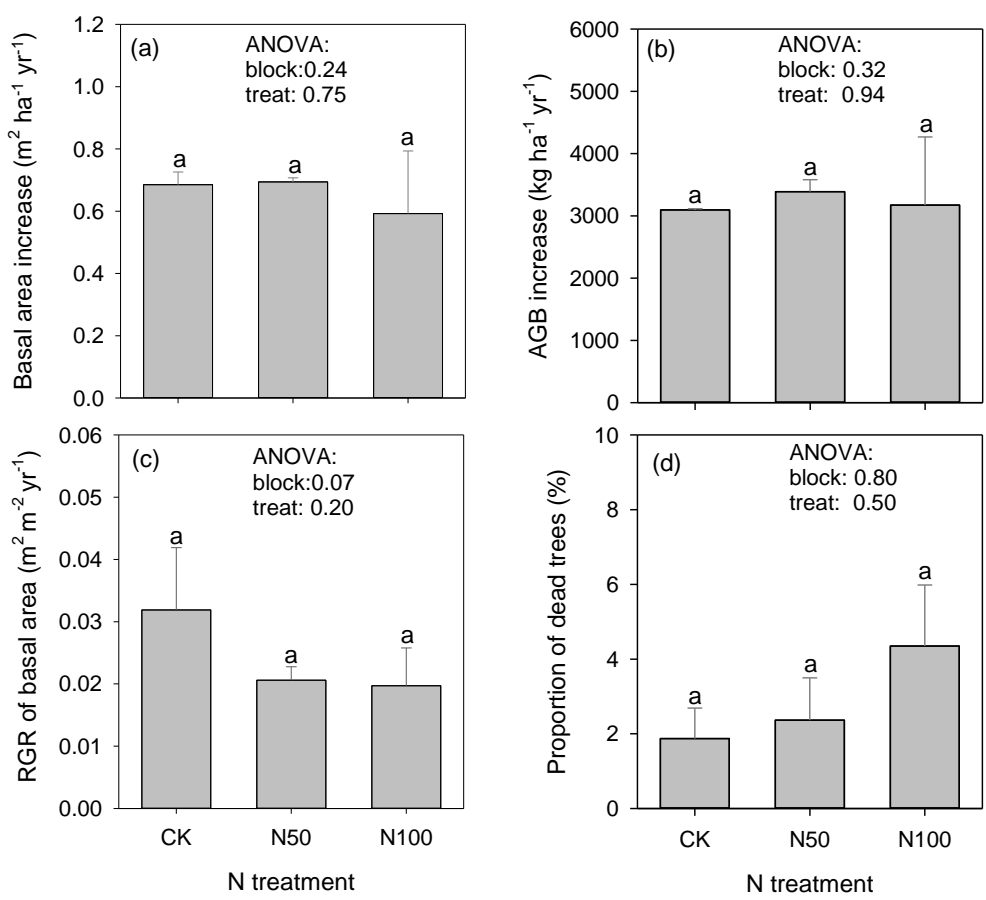 Basal area increase (m² ha⁻¹ yr⁻¹)
1.2
1.0
0.8
0.6
0.4
0.2
0.0
(a)
ANOVA:
block:0.24
treat: 0.75
a
a
a
AGB increase (kg ha⁻¹ yr⁻¹)
6000
5000
4000
3000
2000
1000
0
(b)
ANOVA:
block: 0.32
treat: 0.94
a
a
a
RGR of basal area (m² m⁻² yr⁻¹)
0.06
0.05
0.04
0.03
0.02
0.01
0.00
(c)
ANOVA:
block:0.07
treat: 0.20
a
a
a
CK N50 N100
N treatment
Proportion of dead trees (%)
10
8
6
4
2
0
(d)
ANOVA:
block: 0.80
treat: 0.50
a
a
a
CK N50 N100
N treatment